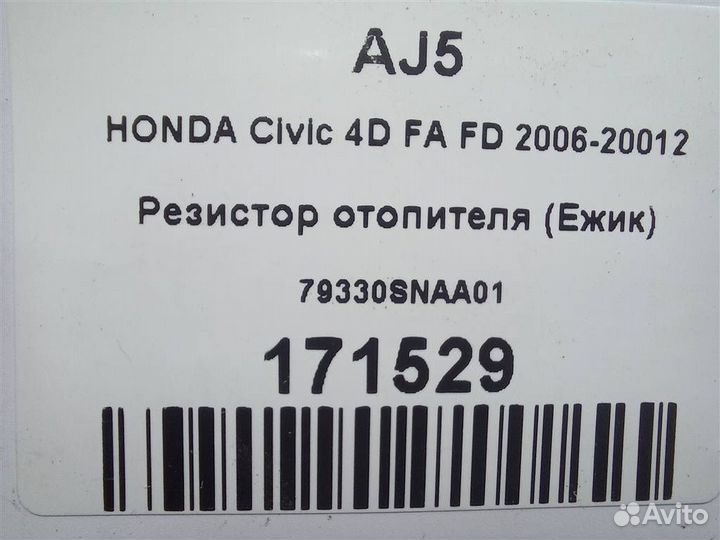 AJ5
HONDA Civic 4D FA FD 2006-20012
Резистор отопителя (Ежик)
79330SNAA01
171529
Avito